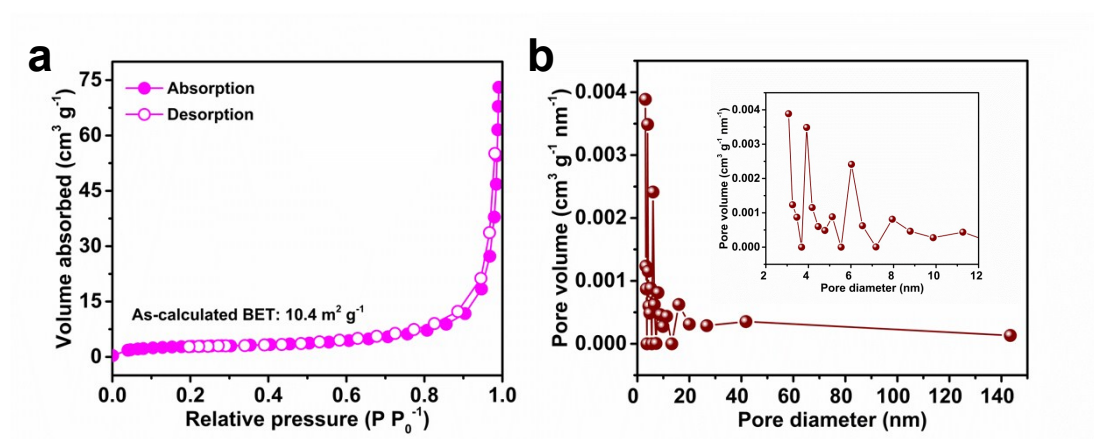 a
Volume absorbed (cm³ g⁻¹)
75
60
45
30
15
0
Absorption
Desorption
As-calculated BET: 10.4 m² g⁻¹
0.0 0.2 0.4 0.6 0.8 1.0
Relative pressure (P P₀⁻¹)
b
Pore volume (cm³ g⁻¹ nm⁻¹)
0.004
0.003
0.002
0.001
0.000
0 20 40 60 80 100 120 140
Pore diameter (nm)
Pore volume (cm³ g⁻¹ nm⁻¹)
0.004
0.003
0.002
0.001
0.000
2 4 6 8 10 12
Pore diameter (nm)